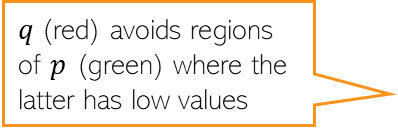 q (red) avoids regions
of p (green) where the
latter has low values